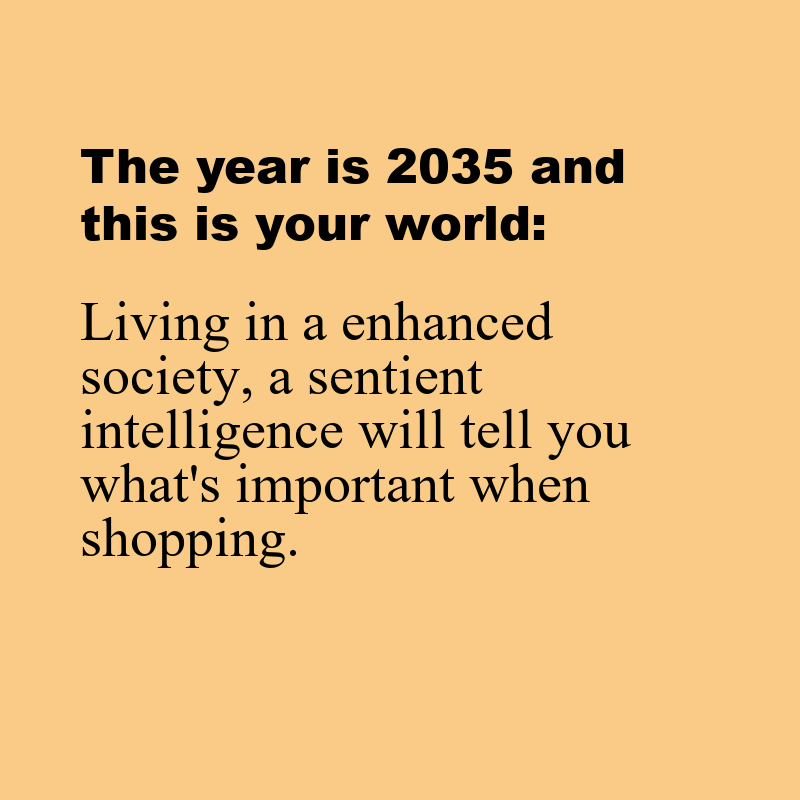 The year is 2035 and
this is your world:
Living in a enhanced
society, a sentient
intelligence will tell you
what's important when
shopping.